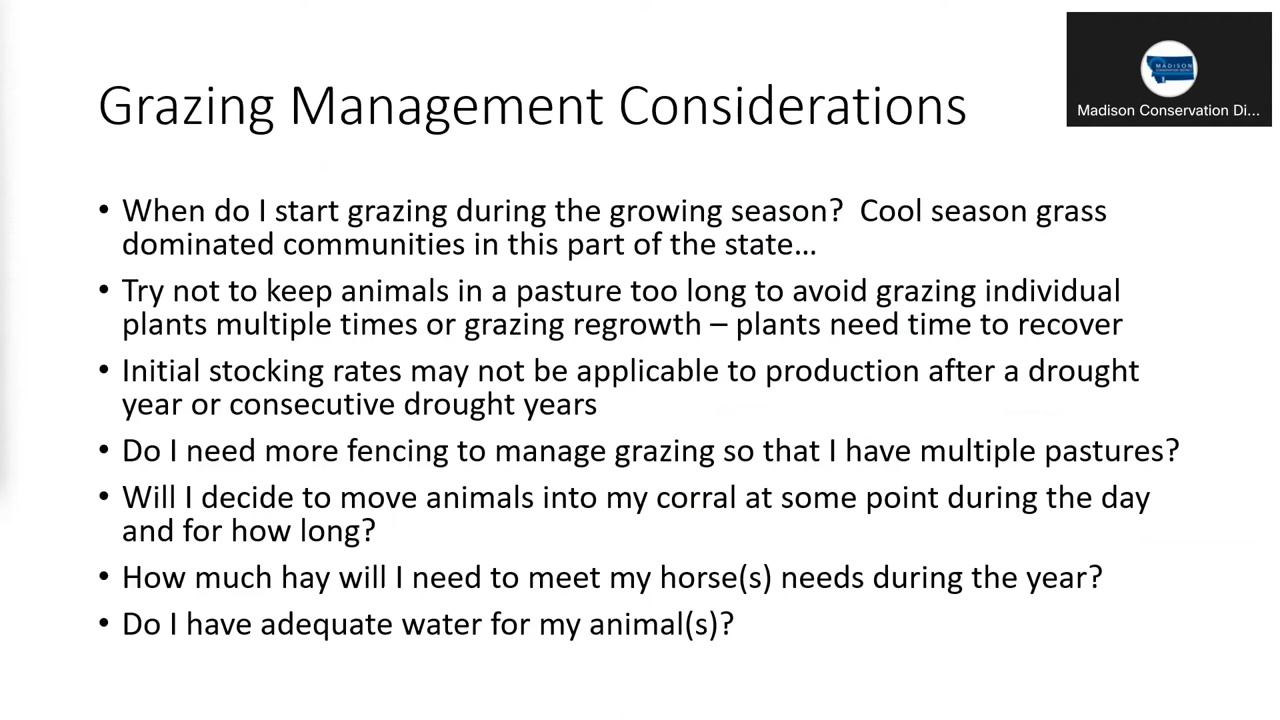 MADISON
Madison Conservation Di...
Grazing Management Considerations
• When do I start grazing during the growing season?  Cool season grass
dominated communities in this part of the state…
• Try not to keep animals in a pasture too long to avoid grazing individual
plants multiple times or grazing regrowth – plants need time to recover
• Initial stocking rates may not be applicable to production after a drought
year or consecutive drought years
• Do I need more fencing to manage grazing so that I have multiple pastures?
• Will I decide to move animals into my corral at some point during the day
and for how long?
• How much hay will I need to meet my horse(s) needs during the year?
• Do I have adequate water for my animal(s)?